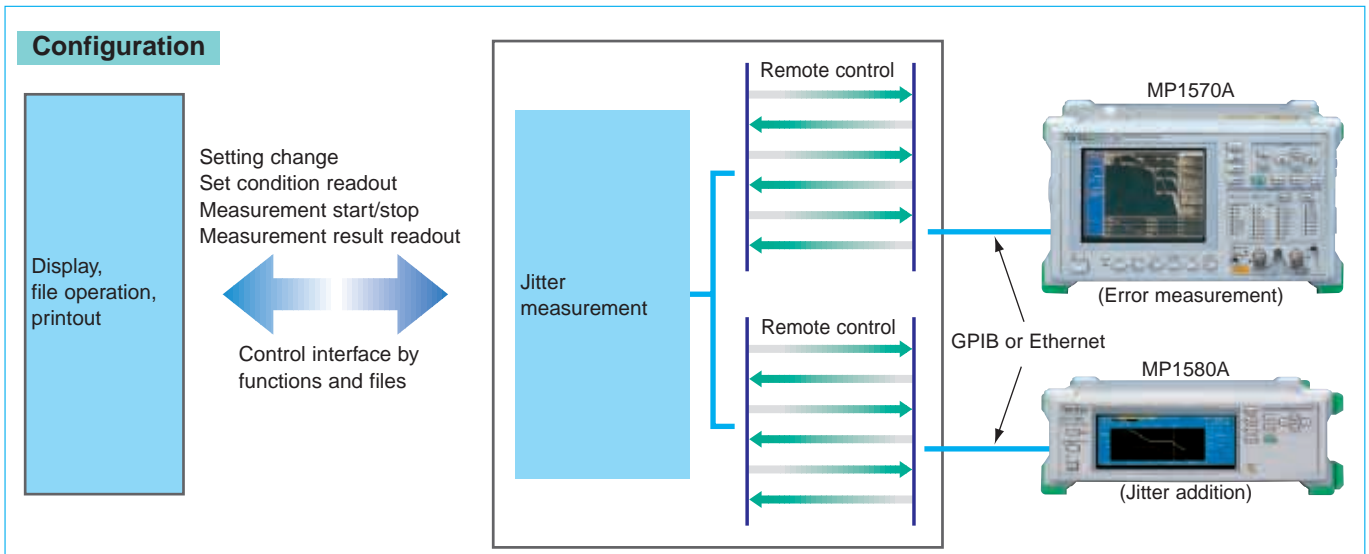 Configuration
Display,
file operation,
printout
Setting change
Set condition readout
Measurement start/stop
Measurement result readout
Control interface by
functions and files
Jitter
measurement
Remote control
Remote control
MP1570A
(Error measurement)
GPIB or Ethernet
MP1580A
(Jitter addition)